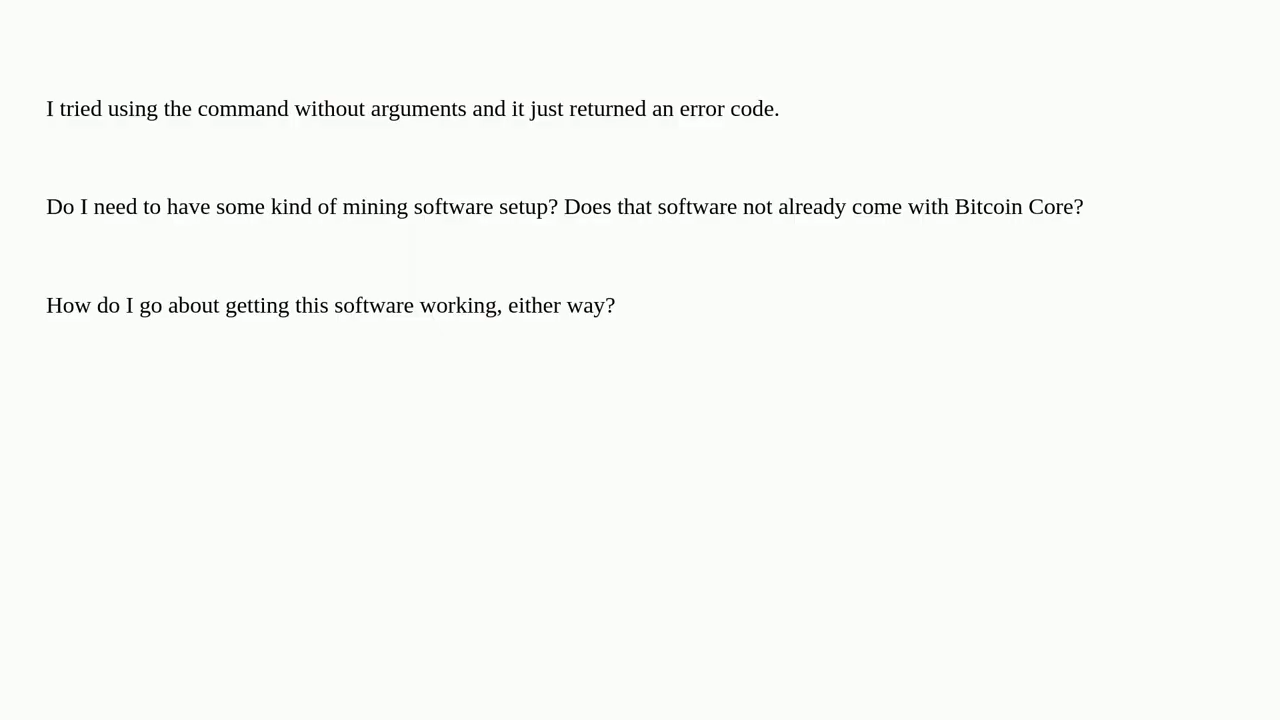 I tried using the command without arguments and it just returned an error code.
Do I need to have some kind of mining software setup? Does that software not already come with Bitcoin Core?
How do I go about getting this software working, either way?